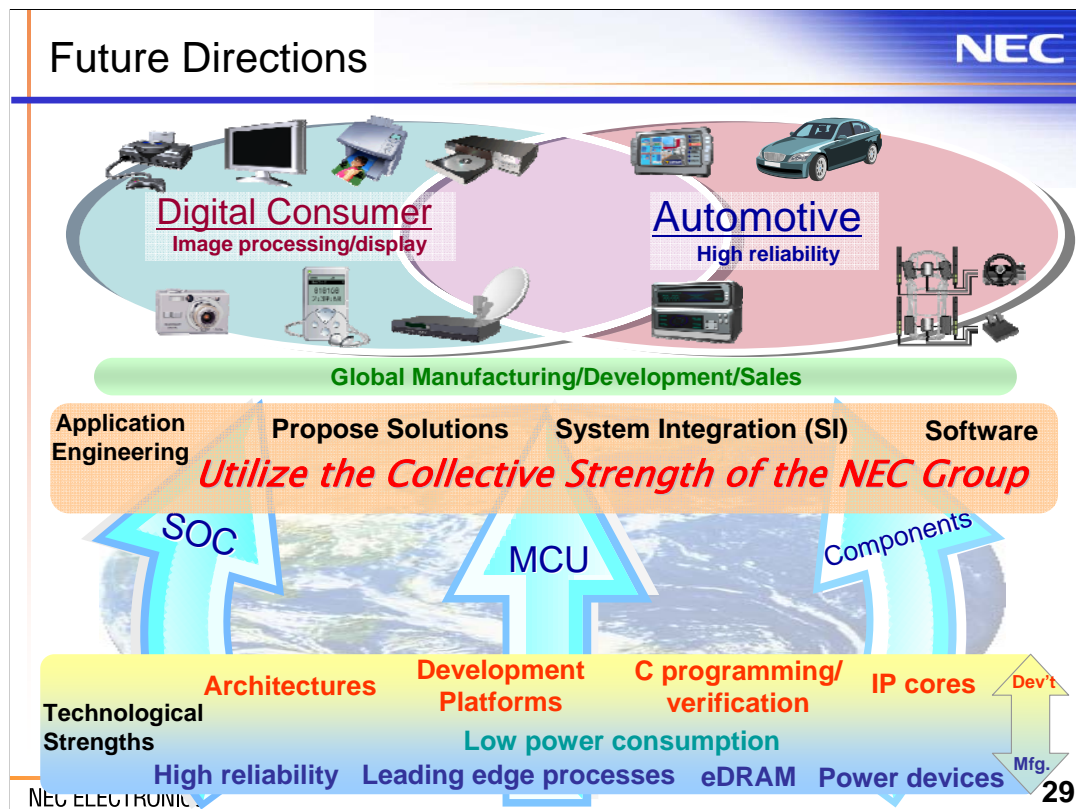 Future Directions
NEC
Digital Consumer
Image processing/display
Automotive
High reliability
Global Manufacturing/Development/Sales
Application
Engineering
Propose Solutions
System Integration (SI)
Software
Utilize the Collective Strength of the NEC Group
SOC
MCU
Components
Technological
Strengths
Architectures
Development
Platforms
C programming/
verification
IP cores
Dev't
Low power consumption
High reliability
Leading edge processes
eDRAM
Power devices
Mfg.
29